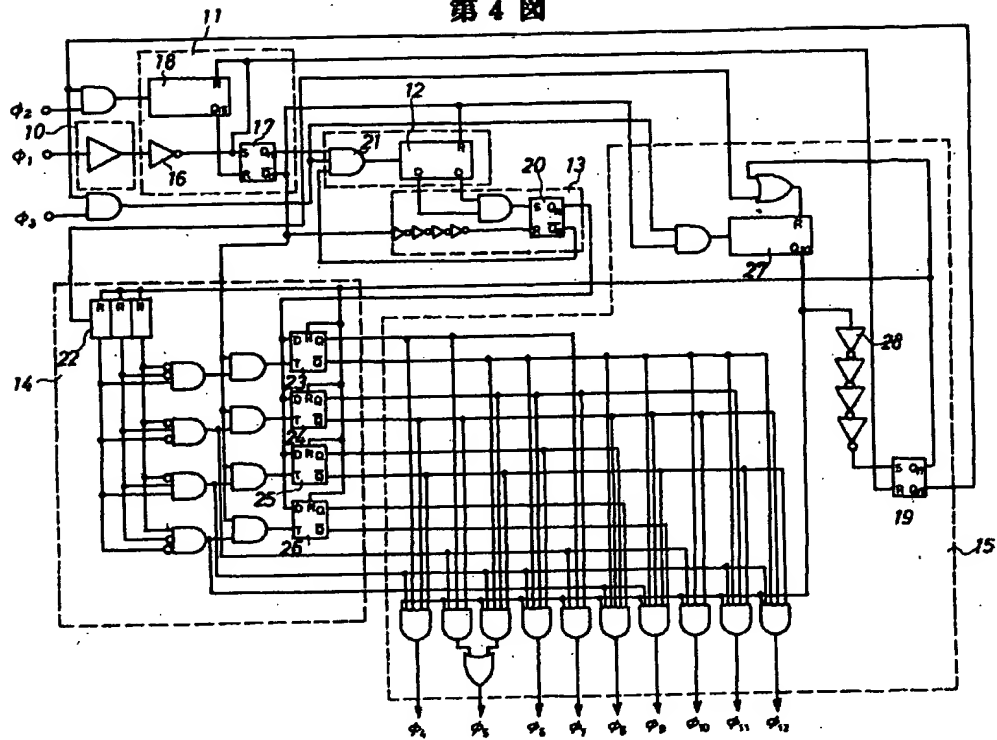 第 4 図
11
18
R
Q
φ₂
10
φ₁
16
17
S Q
R Q̅
12
21
R
Q Q
20
13
S Q
R Q̅
φ₃
R
Q
27
28
14
22
R R R
D R Q
T Q̅
23
D R Q
T Q̅
24
D R Q
T Q̅
25
D R Q
T Q̅
26
S Q
R Q̅
19
15
φ₄ φ₅ φ₆ φ₇ φ₈ φ₉ φ₁₀ φ₁₁ φ₁₂